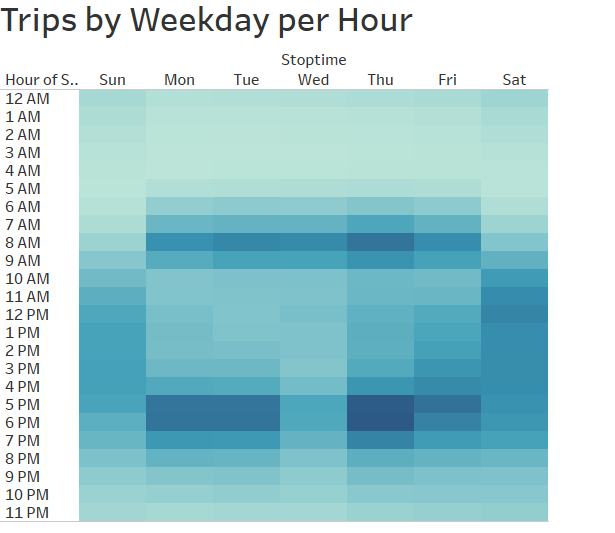 Trips by Weekday per Hour
Stoptime
Hour of S.. Sun Mon Tue Wed Thu Fri Sat
12 AM
1 AM
2 AM
3 AM
4 AM
5 AM
6 AM
7 AM
8 AM
9 AM
10 AM
11 AM
12 PM
1 PM
2 PM
3 PM
4 PM
5 PM
6 PM
7 PM
8 PM
9 PM
10 PM
11 PM